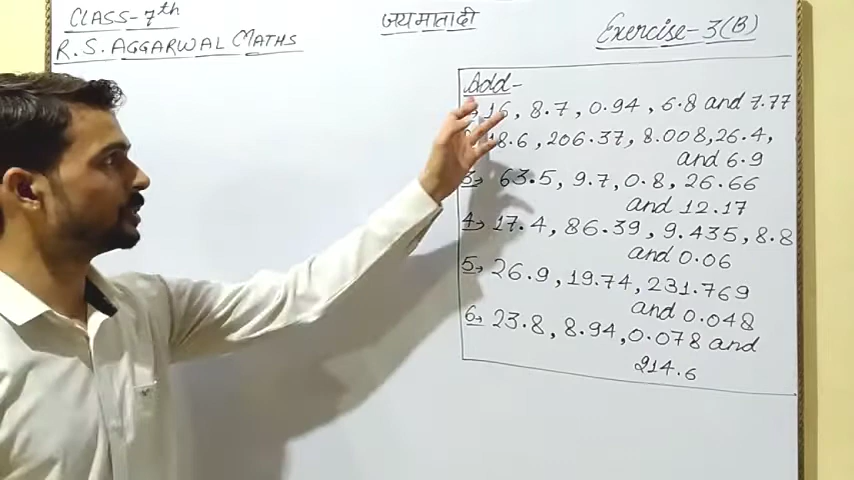 CLASS-7th
R.S. AGGARWAL MATHS
जय माता दी
Exercise-3(B)
Add-
16, 8.7, 0.94, 6.8 and 7.77
18.6, 206.37, 8.008, 26.4,
and 6.9
3→ 63.5, 9.7, 0.8, 26.66
and 12.17
4→ 17.4, 86.39, 9.435, 8.8
and 0.06
5→ 26.9, 19.74, 231.769
and 0.048
6→ 23.8, 8.94, 0.078 and
214.6